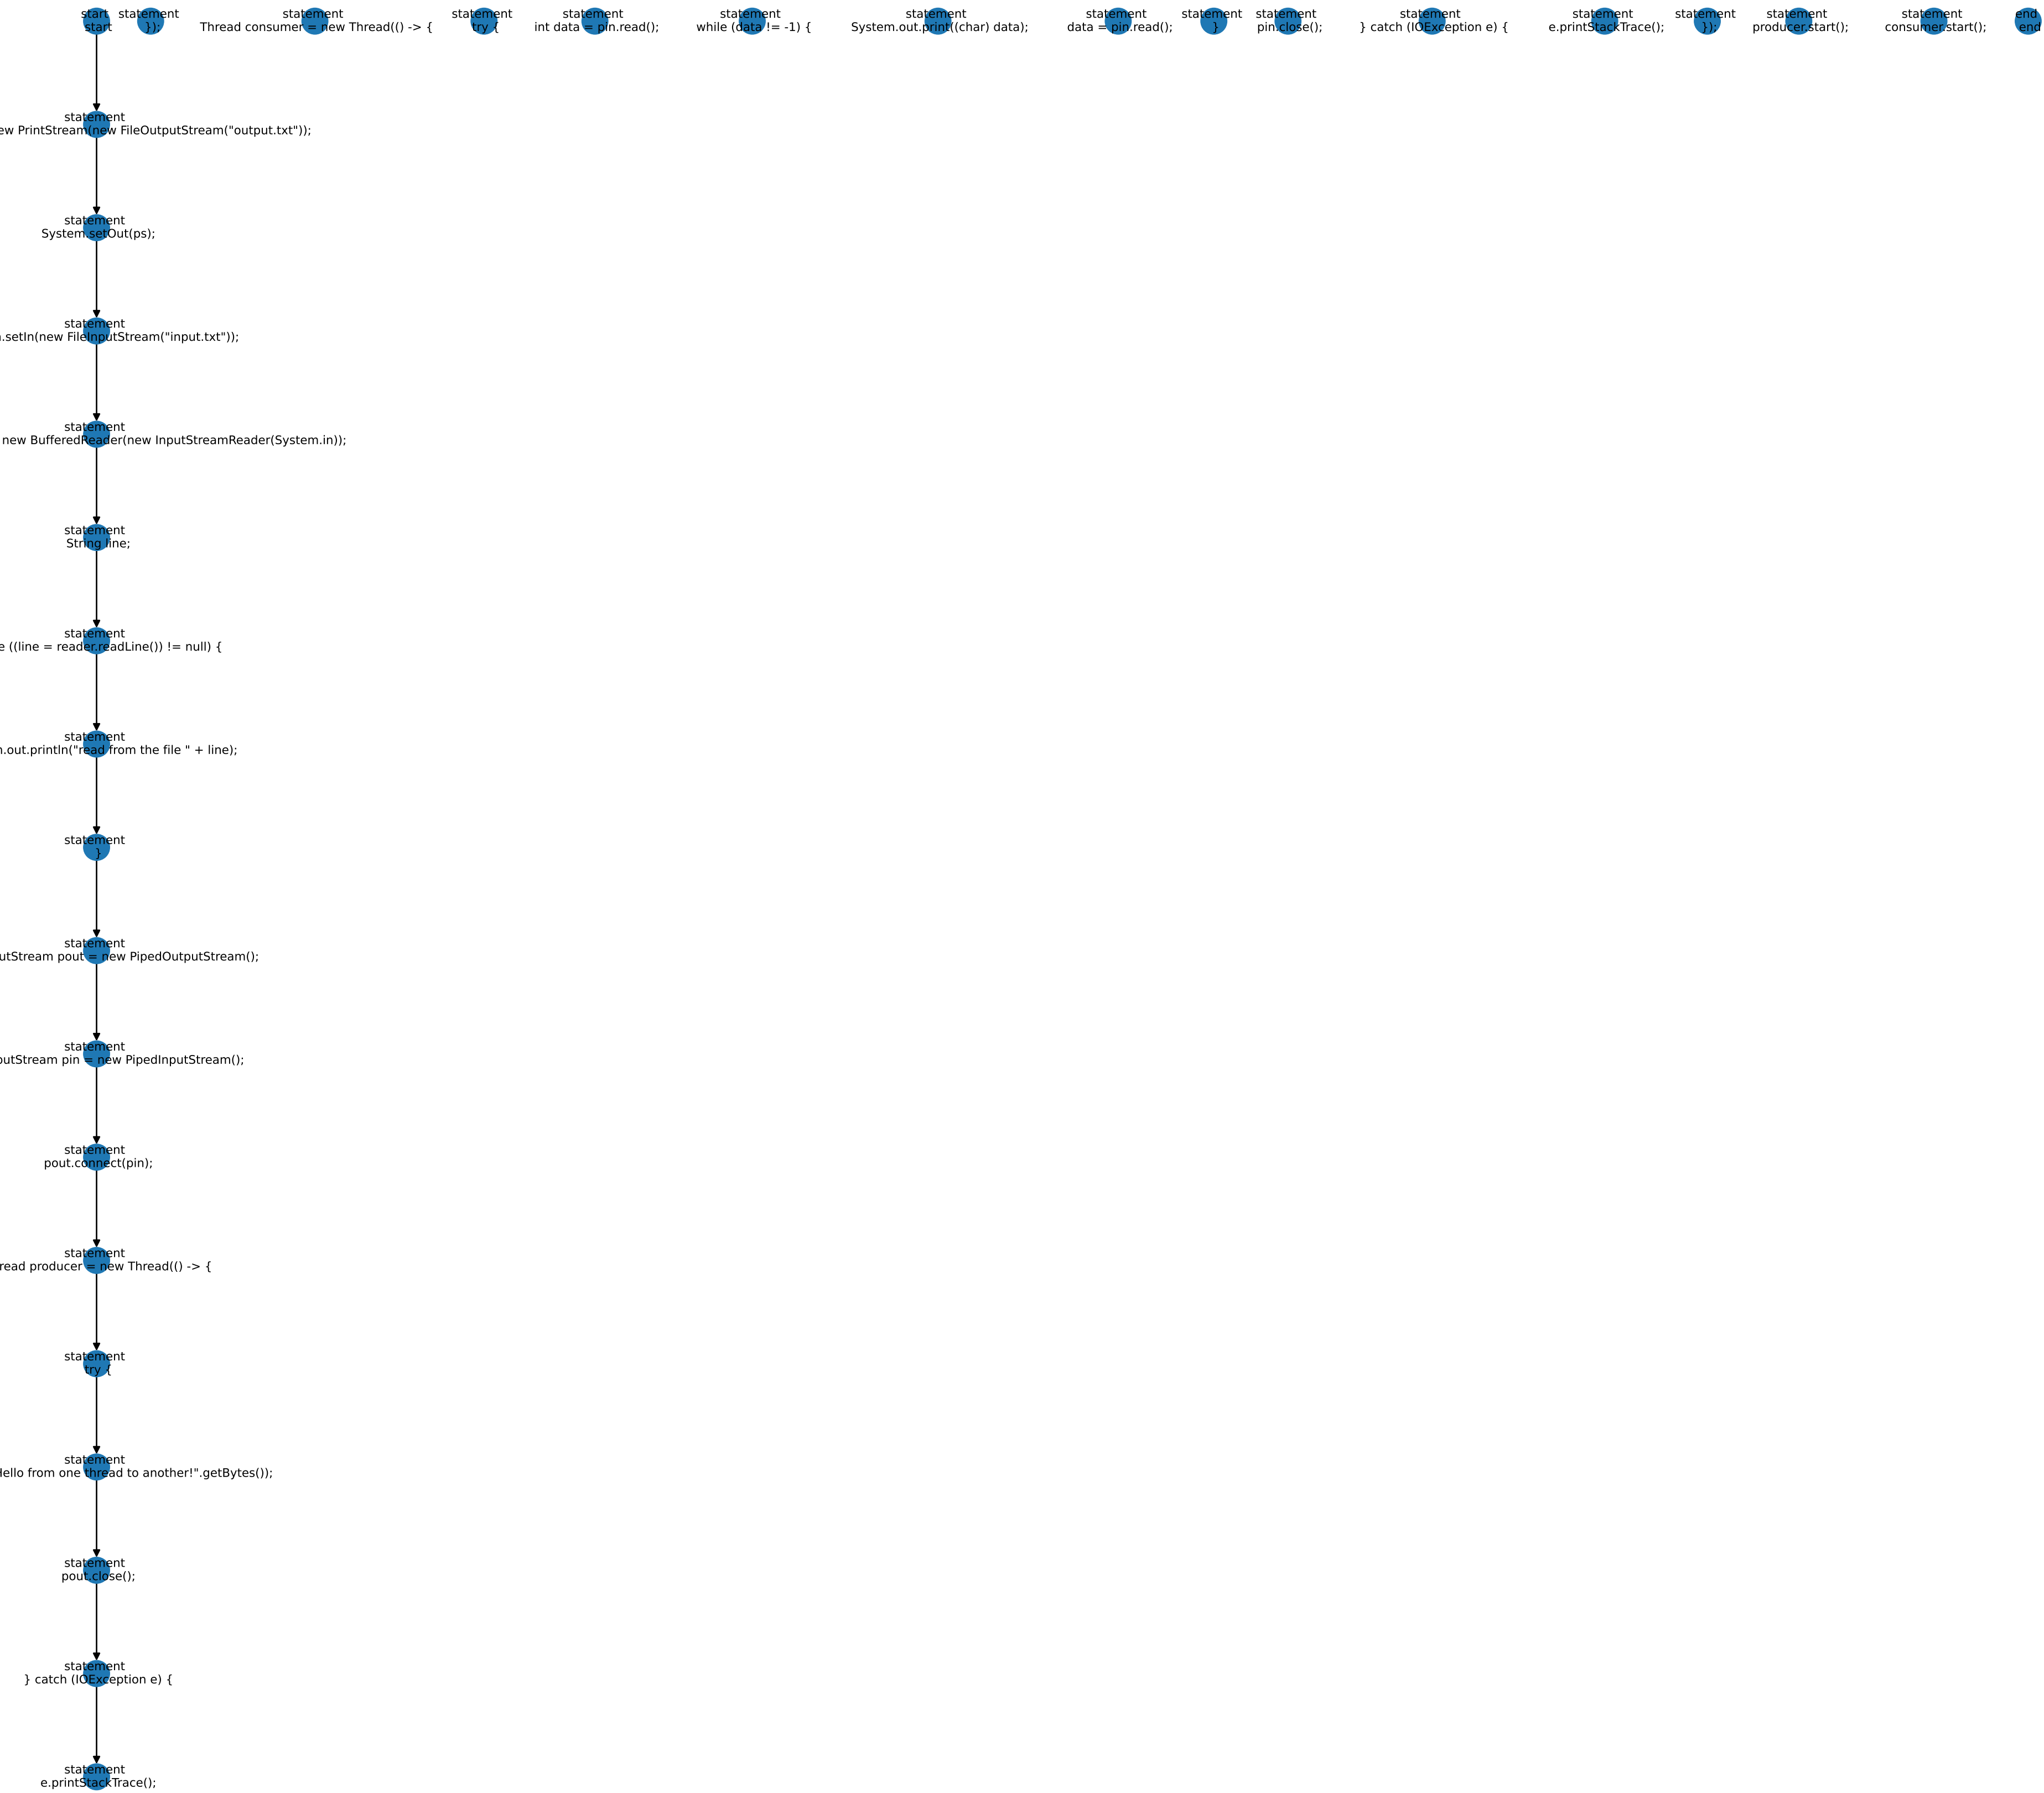 start
start
statement
});
statement
Thread consumer = new Thread(() -> {
statement
try {
statement
int data = pin.read();
statement
while (data != -1) {
statement
System.out.print((char) data);
statement
data = pin.read();
statement
}
statement
pin.close();
statement
} catch (IOException e) {
statement
e.printStackTrace();
statement
});
statement
producer.start();
statement
consumer.start();
end
end
statement
ew PrintStream(new FileOutputStream("output.txt"));
statement
System.setOut(ps);
statement
.setIn(new FileInputStream("input.txt"));
statement
new BufferedReader(new InputStreamReader(System.in));
statement
String line;
statement
e ((line = reader.readLine()) != null) {
statement
.out.println("read from the file " + line);
statement
}
statement
utStream pout = new PipedOutputStream();
statement
putStream pin = new PipedInputStream();
statement
pout.connect(pin);
statement
read producer = new Thread(() -> {
statement
try {
statement
Hello from one thread to another!".getBytes());
statement
pout.close();
statement
} catch (IOException e) {
statement
e.printStackTrace();